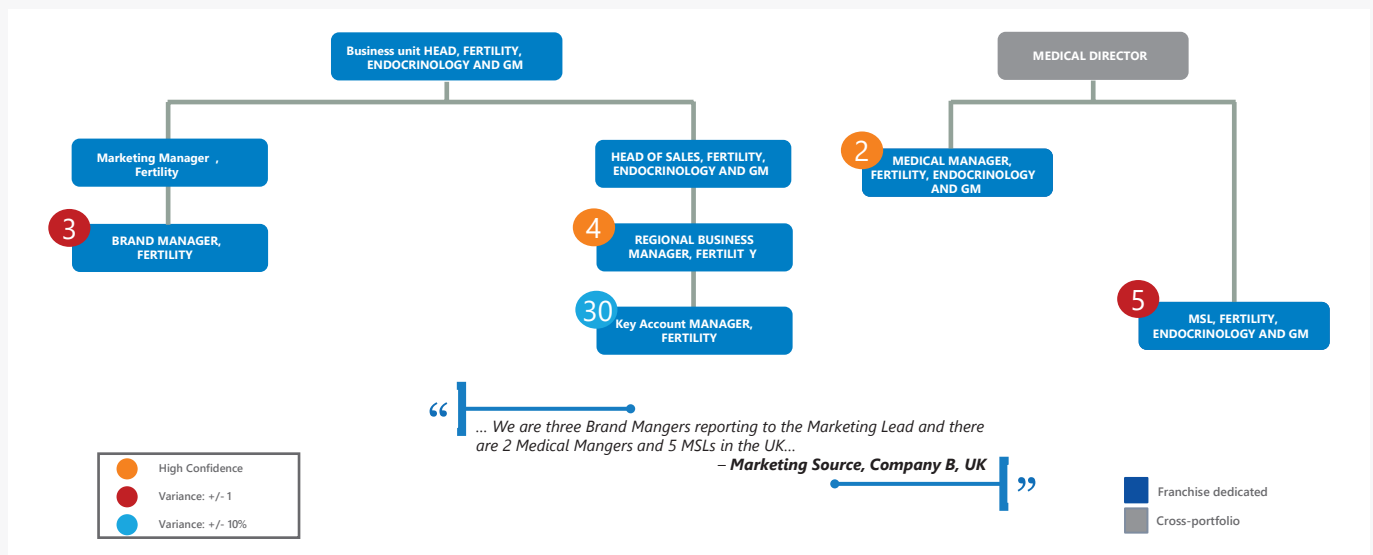 Business unit HEAD, FERTILITY,
ENDOCRINOLOGY AND GM
MEDICAL DIRECTOR
Marketing Manager ,
Fertility
HEAD OF SALES, FERTILITY,
ENDOCRINOLOGY AND GM
2
MEDICAL MANAGER,
FERTILITY, ENDOCRINOLOGY
AND GM
3
BRAND MANAGER,
FERTILITY
4
REGIONAL BUSINESS
MANAGER, FERTILIT Y
30
Key Account MANAGER,
FERTILITY
5
MSL, FERTILITY,
ENDOCRINOLOGY AND GM
“
... We are three Brand Mangers reporting to the Marketing Lead and there
are 2 Medical Mangers and 5 MSLs in the UK...
– Marketing Source, Company B, UK
”
High Confidence
Variance: +/- 1
Variance: +/- 10%
Franchise dedicated
Cross-portfolio